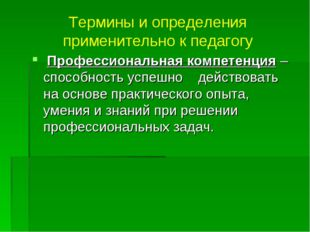 Термины и определения
применительно к педагогу
Профессиональная компетенция –
способность успешно действовать
на основе практического опыта,
умения и знаний при решении
профессиональных задач.